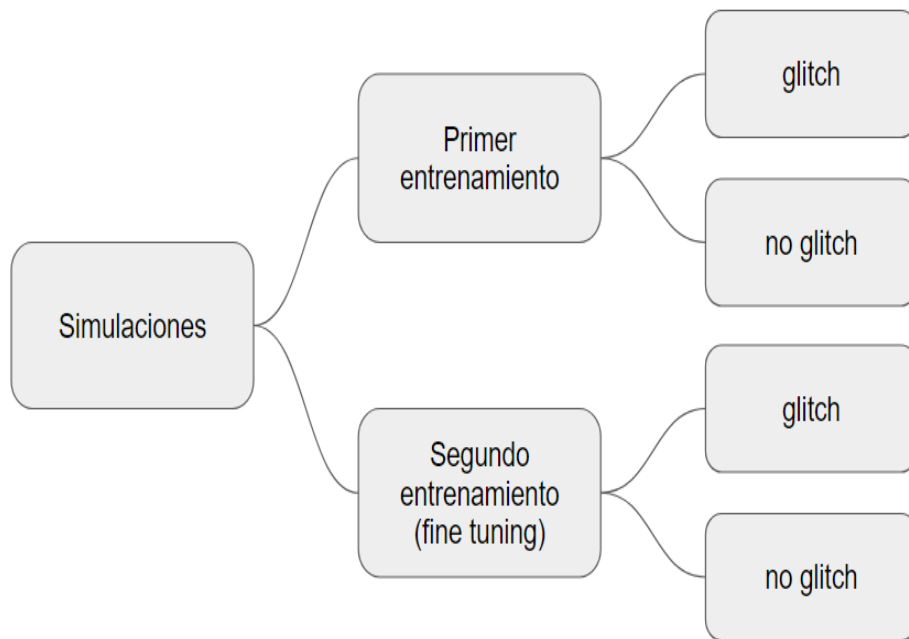 Simulaciones
Primer
entrenamiento
glitch
no glitch
Segundo
entrenamiento
(fine tuning)
glitch
no glitch